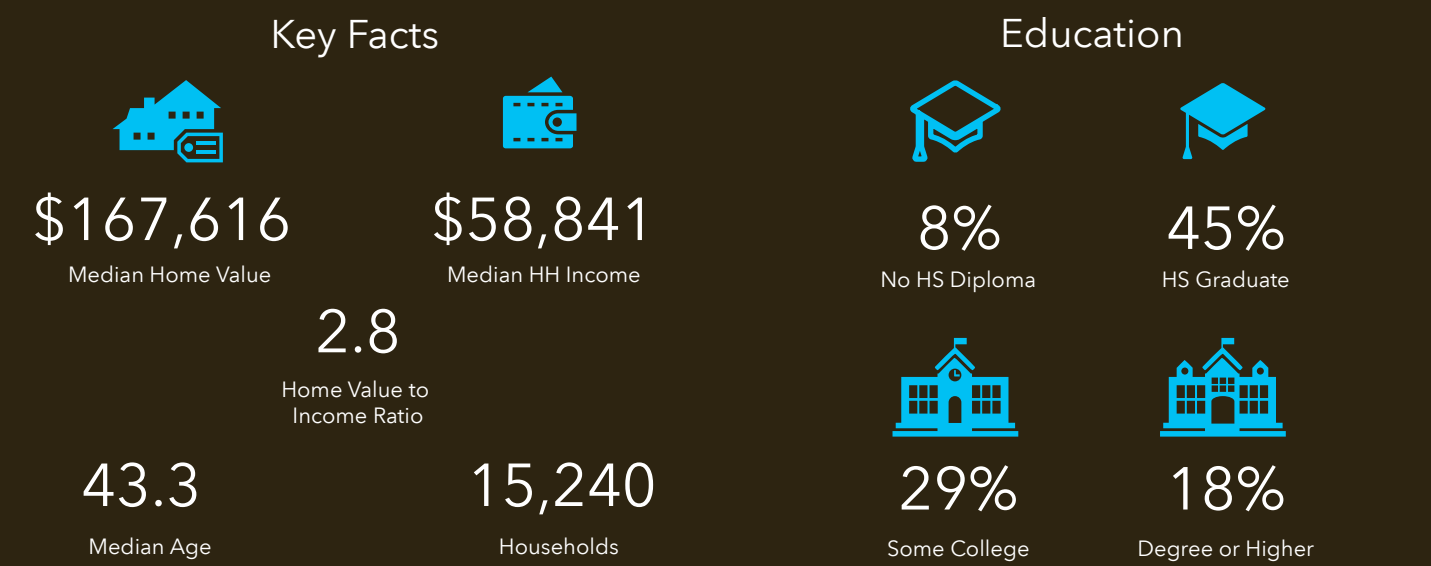 Key Facts
$167,616
Median Home Value
$58,841
Median HH Income
2.8
Home Value to
Income Ratio
43.3
Median Age
15,240
Households
Education
8%
No HS Diploma
45%
HS Graduate
29%
Some College
18%
Degree or Higher